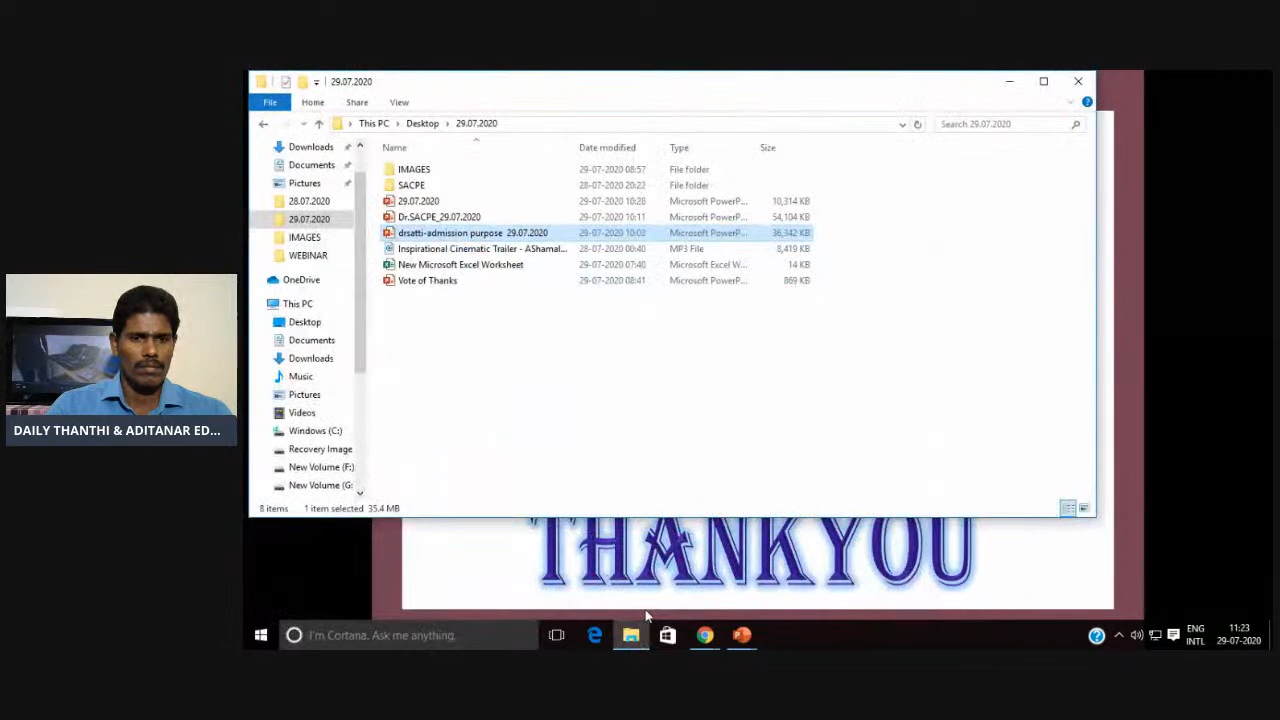 29.07.2020
File Home Share View
This PC > Desktop > 29.07.2020
Search 29.07.2020
Downloads
Documents
Pictures
28.07.2020
29.07.2020
IMAGES
WEBINAR
OneDrive
This PC
Desktop
Documents
Downloads
Music
Pictures
Videos
Windows (C:)
Recovery Image
New Volume (F:)
New Volume (G:
Name Date modified Type Size
IMAGES 29-07-2020 08:57 File folder
SACPE 28-07-2020 20:22 File folder
29.07.2020 29-07-2020 10:28 Microsoft PowerP... 10,314 KB
Dr.SACPE_29.07.2020 29-07-2020 10:11 Microsoft PowerP... 54,104 KB
drsatti-admission purpose 29.07.2020 29-07-2020 10:03 Microsoft PowerP... 36,342 KB
Inspirational Cinematic Trailer - AShamal... 28-07-2020 00:40 MP3 File 8,419 KB
New Microsoft Excel Worksheet 29-07-2020 07:40 Microsoft Excel W... 14 KB
Vote of Thanks 29-07-2020 08:41 Microsoft PowerP... 869 KB
8 items 1 item selected 35.4 MB
DAILY THANTHI & ADITANAR ED...
THANKYOU
I'm Cortana. Ask me anything.
ENG
INTL
11:23
29-07-2020